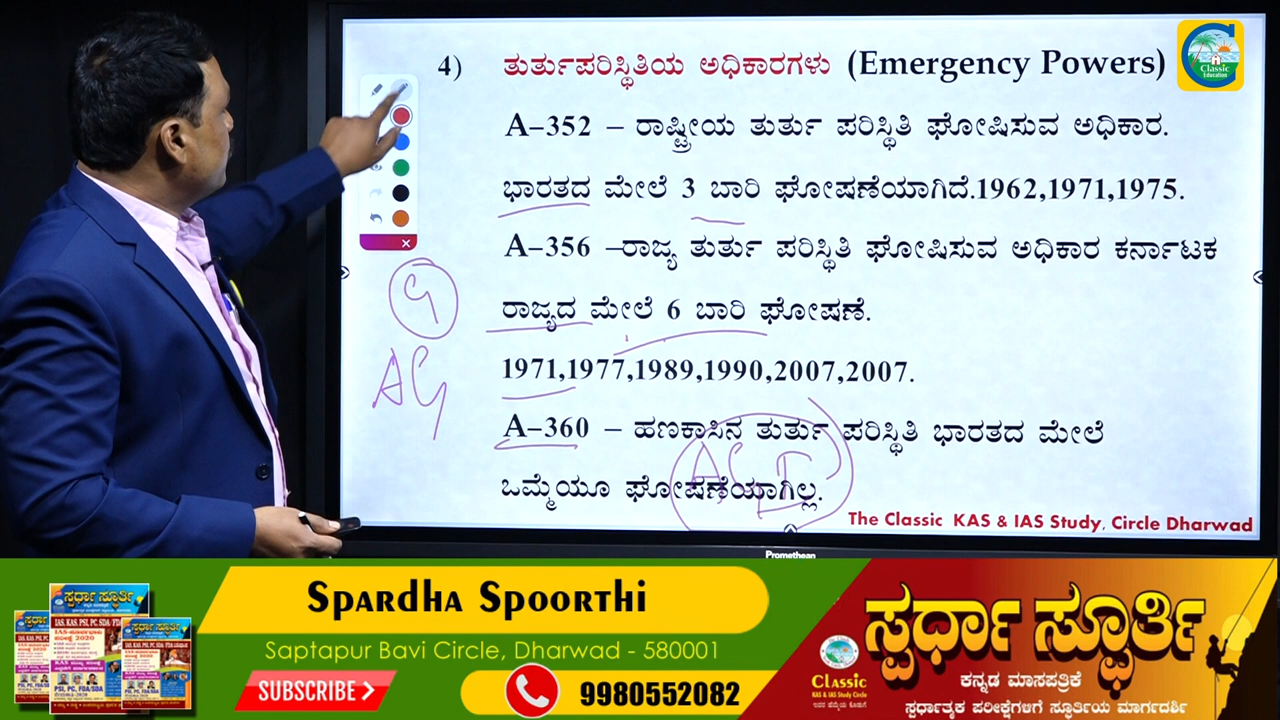 4) ತುರ್ತುಪರಿಸ್ಥಿತಿಯ ಅಧಿಕಾರಗಳು (Emergency Powers)
Classic
Education
A-352 – ರಾಷ್ಟ್ರೀಯ ತುರ್ತು ಪರಿಸ್ಥಿತಿ ಘೋಷಿಸುವ ಅಧಿಕಾರ.
ಭಾರತದ ಮೇಲೆ 3 ಬಾರಿ ಘೋಷಣೆಯಾಗಿದೆ.1962,1971,1975.
A-356 –ರಾಜ್ಯ ತುರ್ತು ಪರಿಸ್ಥಿತಿ ಘೋಷಿಸುವ ಅಧಿಕಾರ ಕರ್ನಾಟಕ
ರಾಜ್ಯದ ಮೇಲೆ 6 ಬಾರಿ ಘೋಷಣೆ.
G
AG
1971,1977,1989,1990,2007,2007.
A-360 – ಹಣಕಾಸಿನ ತುರ್ತು ಪರಿಸ್ಥಿತಿ ಭಾರತದ ಮೇಲೆ
ಒಮ್ಮೆಯೂ ಘೋಷಣೆಯಾಗಿಲ್ಲ.
The Classic KAS & IAS Study, Circle Dharwad
Promethean
ಸ್ಪರ್ಧಾ ಸ್ಫೂರ್ತಿ
Spardha Spoorthi
Saptapur Bavi Circle, Dharwad - 580001
SUBSCRIBE
9980552082
ಸ್ಪರ್ಧಾ ಸ್ಫೂರ್ತಿ
Classic
KAS & IAS Study Circle
ಕನ್ನಡ ಮಾಸಪತ್ರಿಕೆ
ಸ್ಪರ್ಧಾತ್ಮಕ ಪರೀಕ್ಷೆಗಳಿಗೆ ಸ್ಫೂರ್ತಿಯ ಮಾರ್ಗದರ್ಶಿ